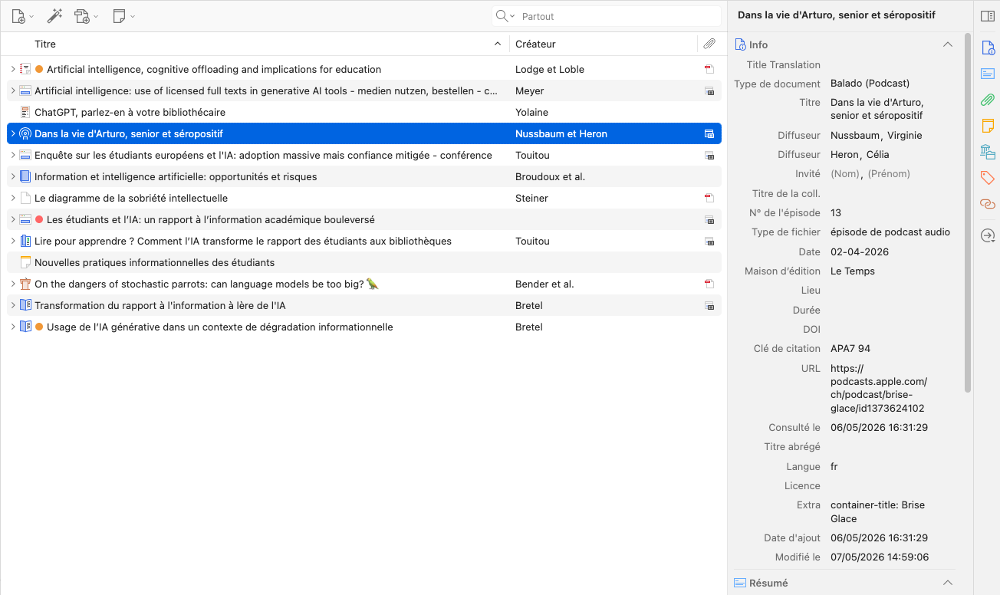 Partout
Titre
Créateur
Artificial intelligence, cognitive offloading and implications for education
Lodge et Loble
Artificial intelligence: use of licensed full texts in generative AI tools - medien nutzen, bestellen - c...
Meyer
ChatGPT, parlez-en à votre bibliothécaire
Yolaine
Dans la vie d'Arturo, senior et séropositif
Nussbaum et Heron
Enquête sur les étudiants européens et l'IA: adoption massive mais confiance mitigée - conférence
Touitou
Information et intelligence artificielle: opportunités et risques
Broudoux et al.
Le diagramme de la sobriété intellectuelle
Steiner
Les étudiants et l’IA: un rapport à l’information académique bouleversé
Lire pour apprendre ? Comment l’IA transforme le rapport des étudiants aux bibliothèques
Touitou
Nouvelles pratiques informationnelles des étudiants
On the dangers of stochastic parrots: can language models be too big? 🦜
Bender et al.
Transformation du rapport à l'information à lère de l'IA
Bretel
Usage de l’IA générative dans un contexte de dégradation informationnelle
Bretel
Dans la vie d'Arturo, senior et séropositif
Info
Title Translation
Type de document Balado (Podcast)
Titre Dans la vie d'Arturo,
senior et séropositif
Diffuseur Nussbaum, Virginie
Diffuseur Heron, Célia
Invité (Nom), (Prénom)
Titre de la coll.
N° de l'épisode 13
Type de fichier épisode de podcast audio
Date 02-04-2026
Maison d’édition Le Temps
Lieu
Durée
DOI
Clé de citation APA7 94
URL https://
podcasts.apple.com/
ch/podcast/brise-
glace/id1373624102
Consulté le 06/05/2026 16:31:29
Titre abrégé
Langue fr
Licence
Extra container-title: Brise
Glace
Date d'ajout 06/05/2026 16:31:29
Modifié le 07/05/2026 14:59:06
Résumé